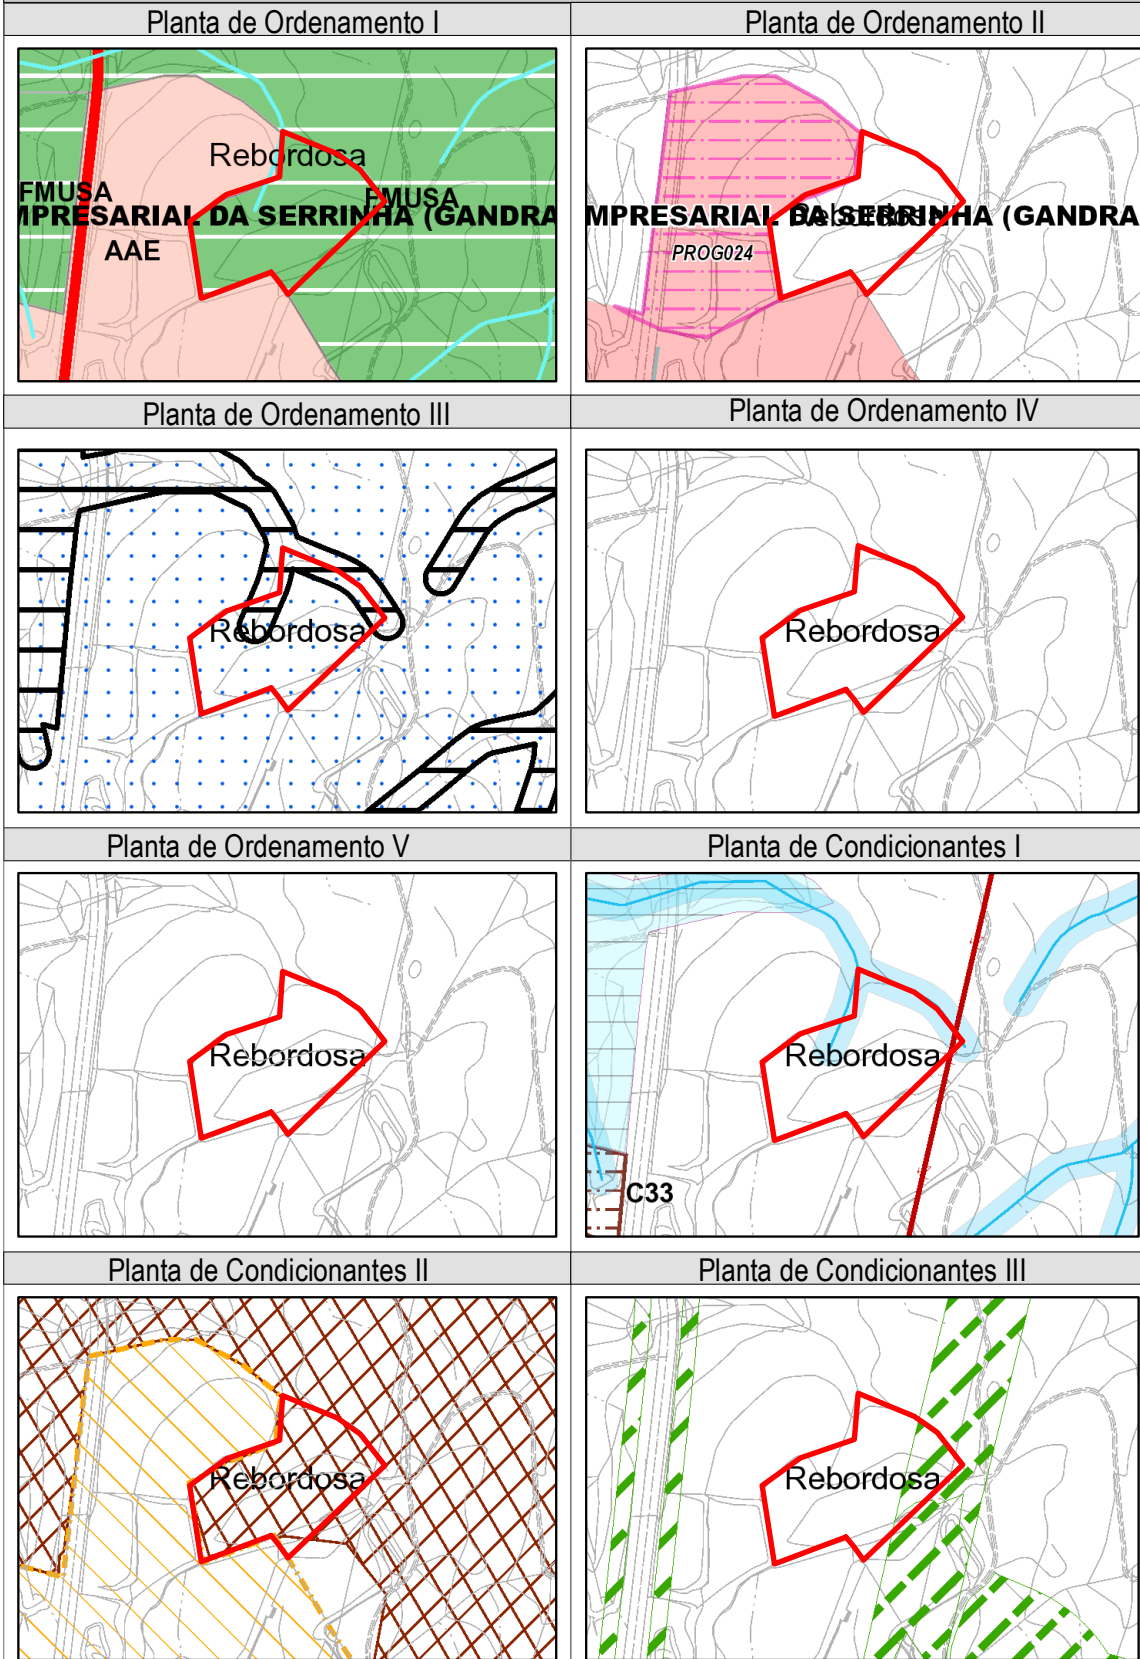 Planta de Ordenamento I
Planta de Ordenamento II
Rebordosa
FMUSA
FMUSA
MPRESARIAL DA SERRINHA (GANDRA
AAE
MPRESARIAL DA SERRINHA (GANDRA
Rebordosa
PROG024
Planta de Ordenamento III
Planta de Ordenamento IV
Rebordosa
Rebordosa
Planta de Ordenamento V
Planta de Condicionantes I
Rebordosa
Rebordosa
C33
Planta de Condicionantes II
Planta de Condicionantes III
Rebordosa
Rebordosa